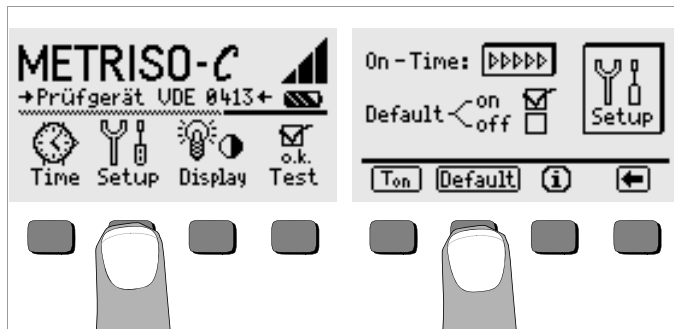 METRISO-C
→Prüfgerät VDE 0413←
Time Setup Display o.k. Test
On-Time: ▷▷▷▷▷
Default on
off
Setup
Ton Default i ←